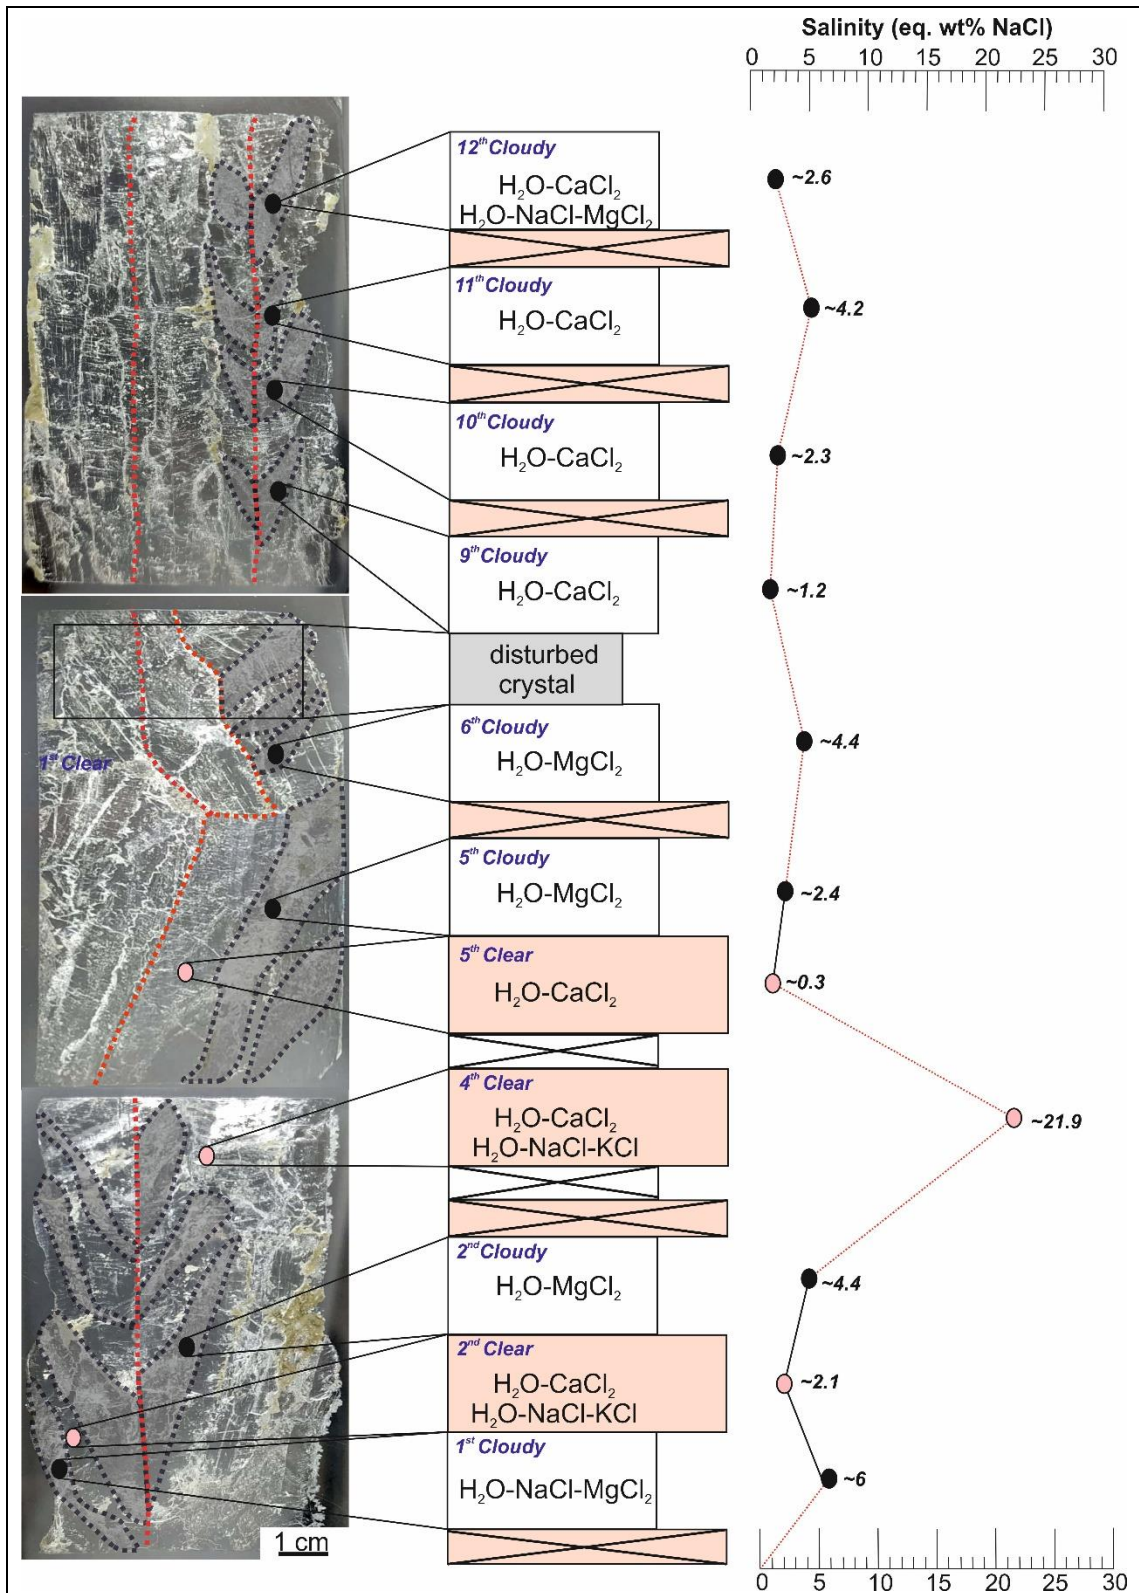 Salinity (eq. wt% NaCl)
0 5 10 15 20 25 30
12th Cloudy
H₂O-CaCl₂
H₂O-NaCl-MgCl₂
~2.6
11th Cloudy
H₂O-CaCl₂
~4.2
10th Cloudy
H₂O-CaCl₂
~2.3
9th Cloudy
H₂O-CaCl₂
~1.2
disturbed
crystal
6th Cloudy
H₂O-MgCl₂
~4.4
1st Clear
5th Cloudy
H₂O-MgCl₂
~2.4
5th Clear
H₂O-CaCl₂
~0.3
4th Clear
H₂O-CaCl₂
H₂O-NaCl-KCl
~21.9
2nd Cloudy
H₂O-MgCl₂
~4.4
2nd Clear
H₂O-CaCl₂
H₂O-NaCl-KCl
~2.1
1st Cloudy
H₂O-NaCl-MgCl₂
~6
1 cm
0 5 10 15 20 25 30